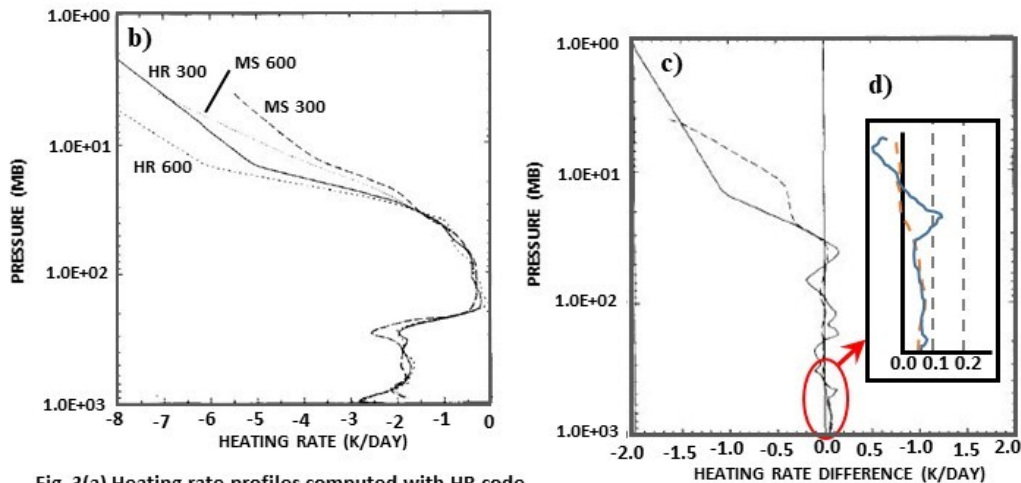 b)
1.0E+00
1.0E+01
1.0E+02
1.0E+03
PRESSURE (MB)
HR 300
MS 600
MS 300
HR 600
-8 -7 -6 -5 -4 -3 -2 -1 -0
HEATING RATE (K/DAY)
c)
1.0E+00
1.0E+01
1.0E+02
1.0E+03
PRESSURE (MB)
-2.0 -1.5 -1.0 -0.5 0.0 0.5 -1.0 -1.5 2.0
HEATING RATE DIFFERENCE (K/DAY)
d)
0.0 0.1 0.2
Fig. 3(a) Heating rate profiles computed with HR code